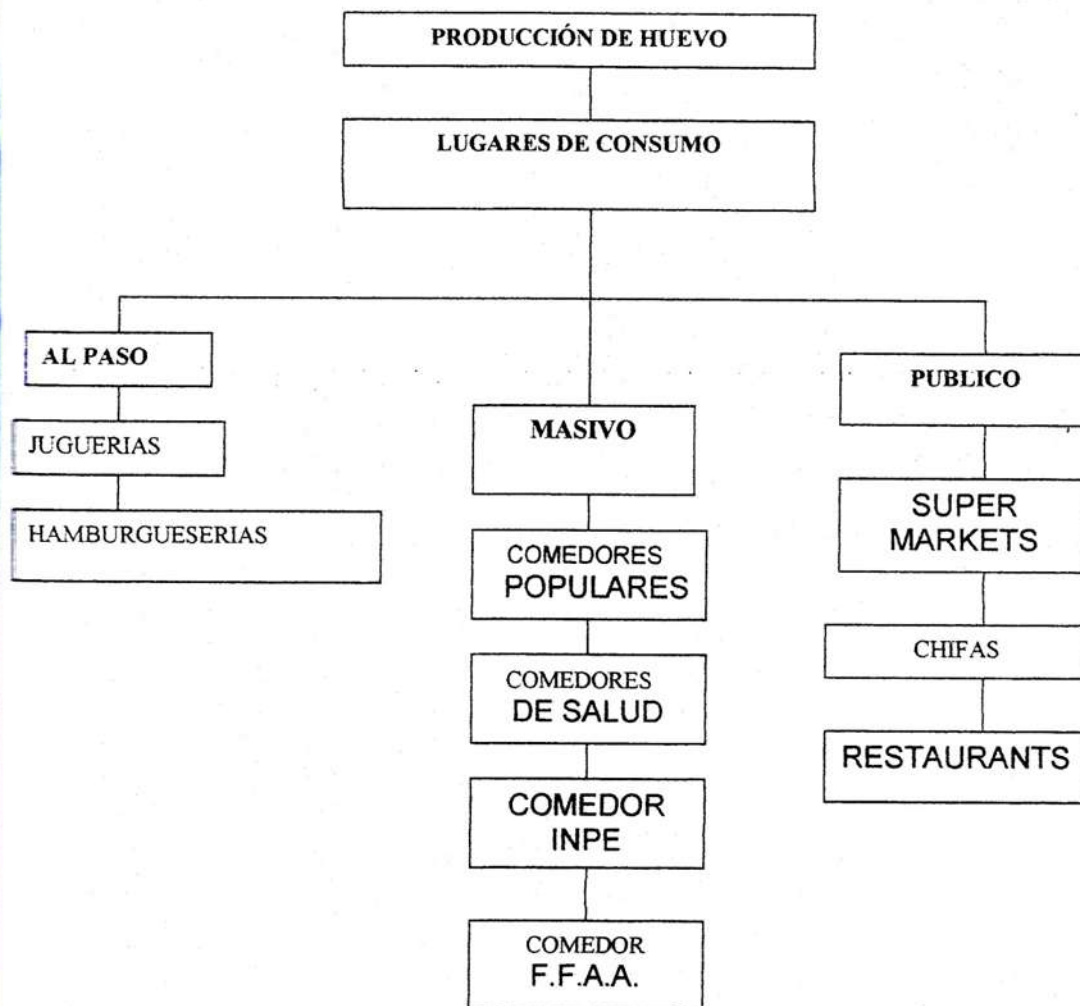 PRODUCCIÓN DE HUEVO
LUGARES DE CONSUMO
AL PASO
JUGUERIAS
HAMBURGUESERIAS
MASIVO
COMEDORES
POPULARES
COMEDORES
DE SALUD
COMEDOR
INPE
COMEDOR
F.F.A.A.
PUBLICO
SUPER
MARKETS
CHIFAS
RESTAURANTS